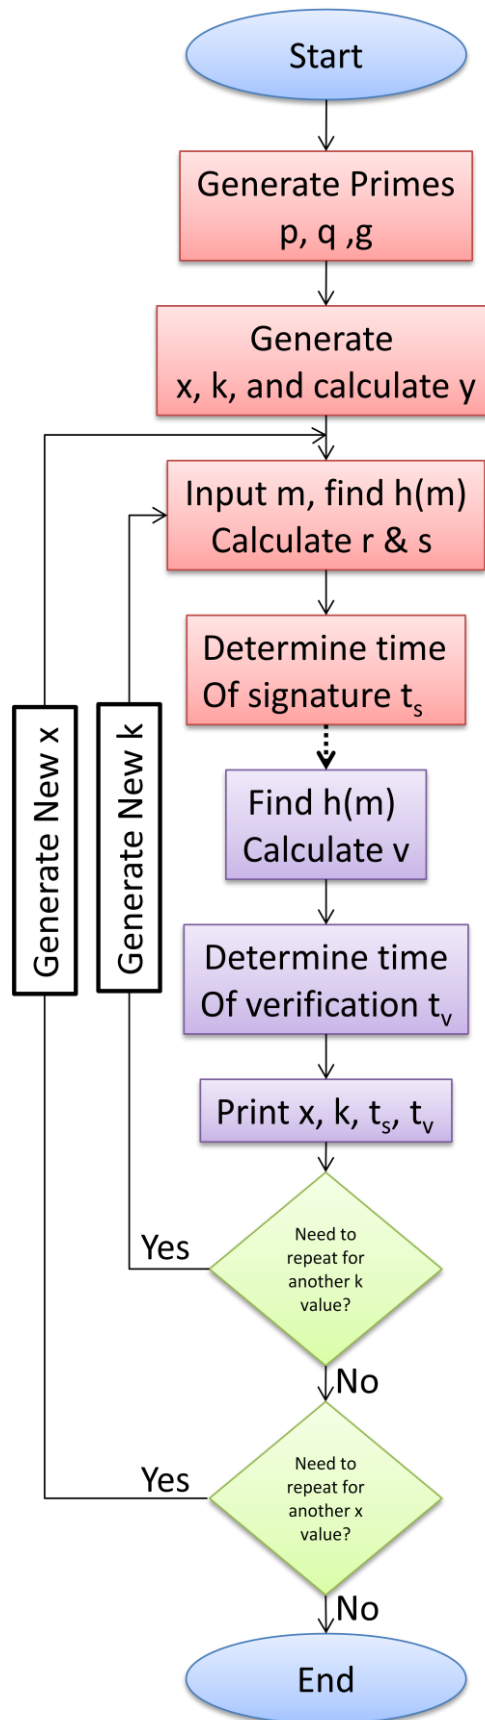 Start
Generate Primes
p, q ,g
Generate
x, k, and calculate y
Input m, find h(m)
Calculate r & s
Determine time
Of signature tₛ
Generate New x
Generate New k
Find h(m)
Calculate v
Determine time
Of verification tᵥ
Print x, k, tₛ, tᵥ
Need to
repeat for
another k
value?
Yes
No
Need to
repeat for
another x
value?
Yes
No
End